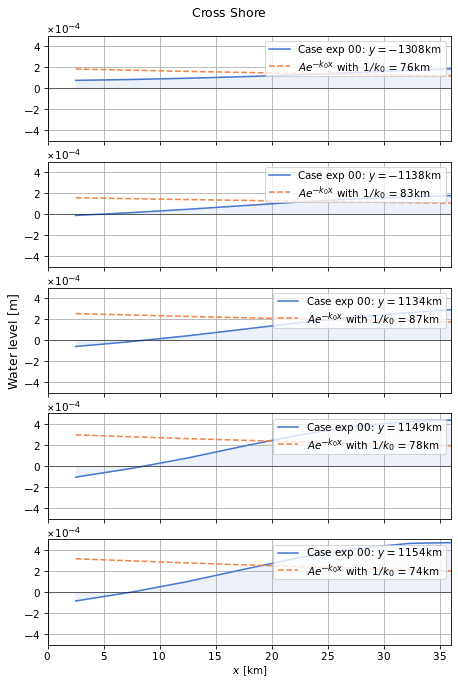 Cross Shore
×10⁻⁴
4
2
0
−2
−4
Case exp 00: y = −1308km
Ae^{−k₀x} with 1/k₀ = 76km
×10⁻⁴
4
2
0
−2
−4
Case exp 00: y = −1138km
Ae^{−k₀x} with 1/k₀ = 83km
Water level [m]
×10⁻⁴
4
2
0
−2
−4
Case exp 00: y = 1134km
Ae^{−k₀x} with 1/k₀ = 87km
×10⁻⁴
4
2
0
−2
−4
Case exp 00: y = 1149km
Ae^{−k₀x} with 1/k₀ = 78km
×10⁻⁴
4
2
0
−2
−4
Case exp 00: y = 1154km
Ae^{−k₀x} with 1/k₀ = 74km
0 5 10 15 20 25 30 35
x [km]